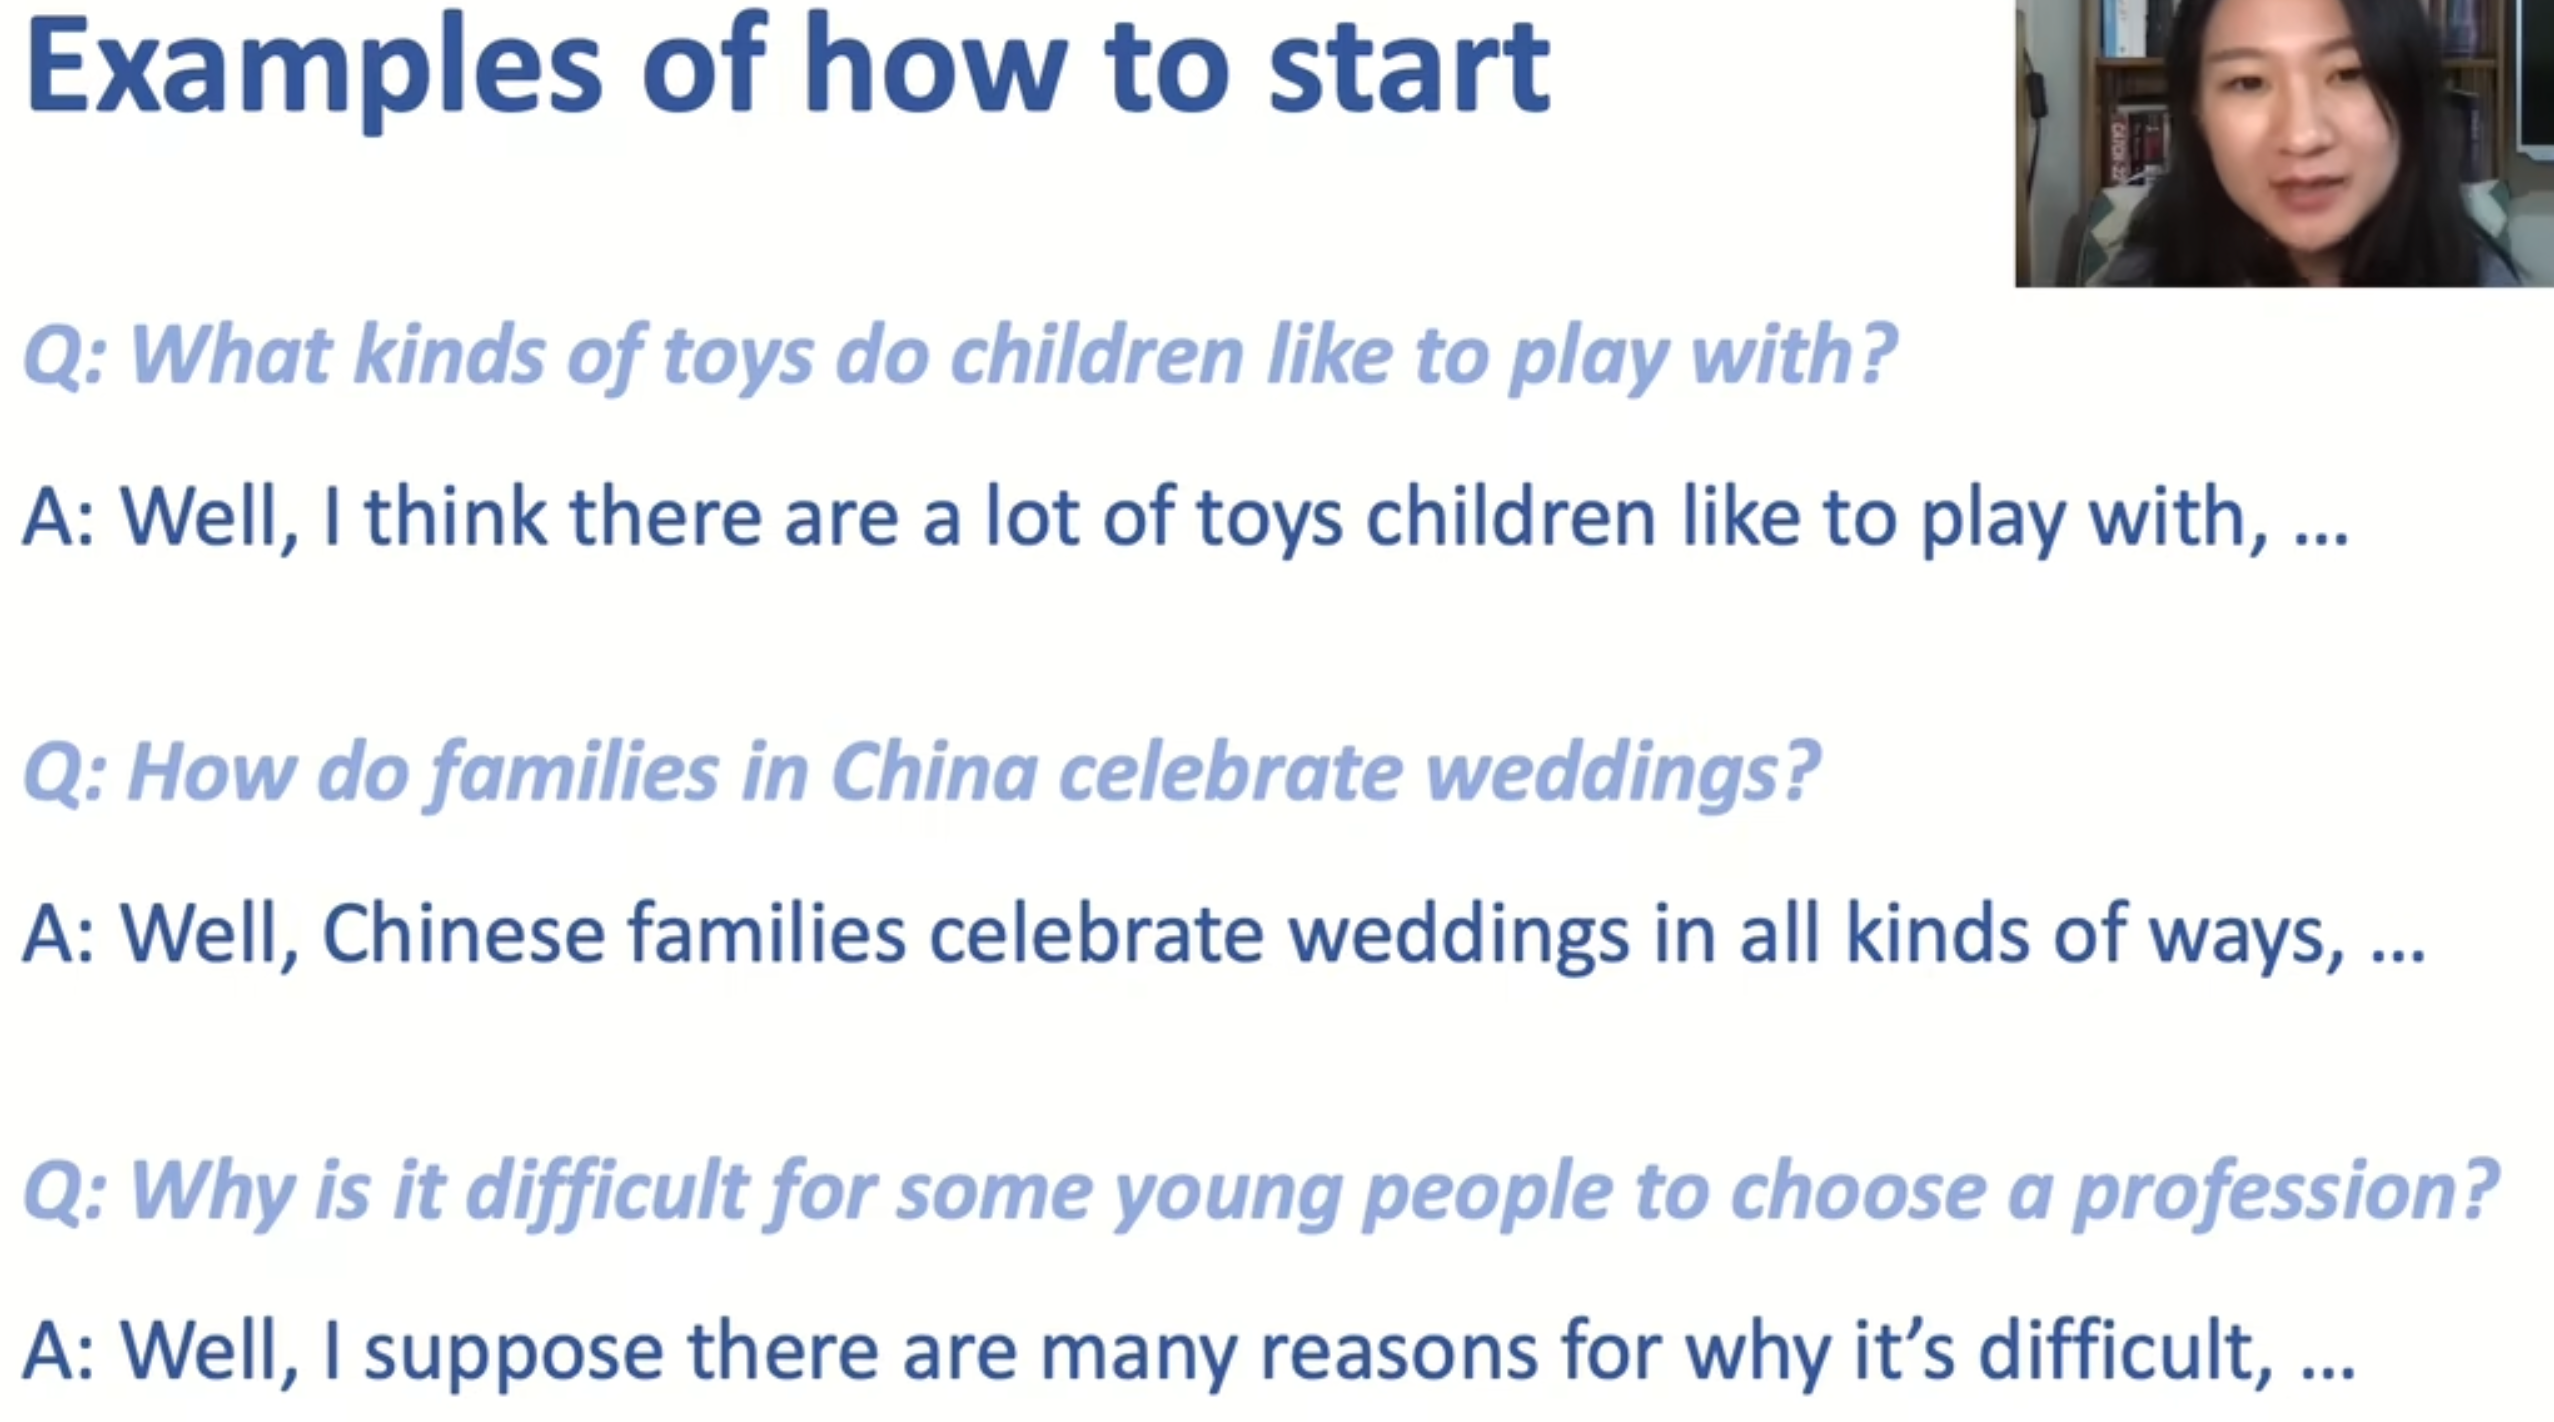 Examples of how to start
Q: What kinds of toys do children like to play with?
A: Well, I think there are a lot of toys children like to play with, ...
Q: How do families in China celebrate weddings?
A: Well, Chinese families celebrate weddings in all kinds of ways, ...
Q: Why is it difficult for some young people to choose a profession?
A: Well, I suppose there are many reasons for why it’s difficult, ...